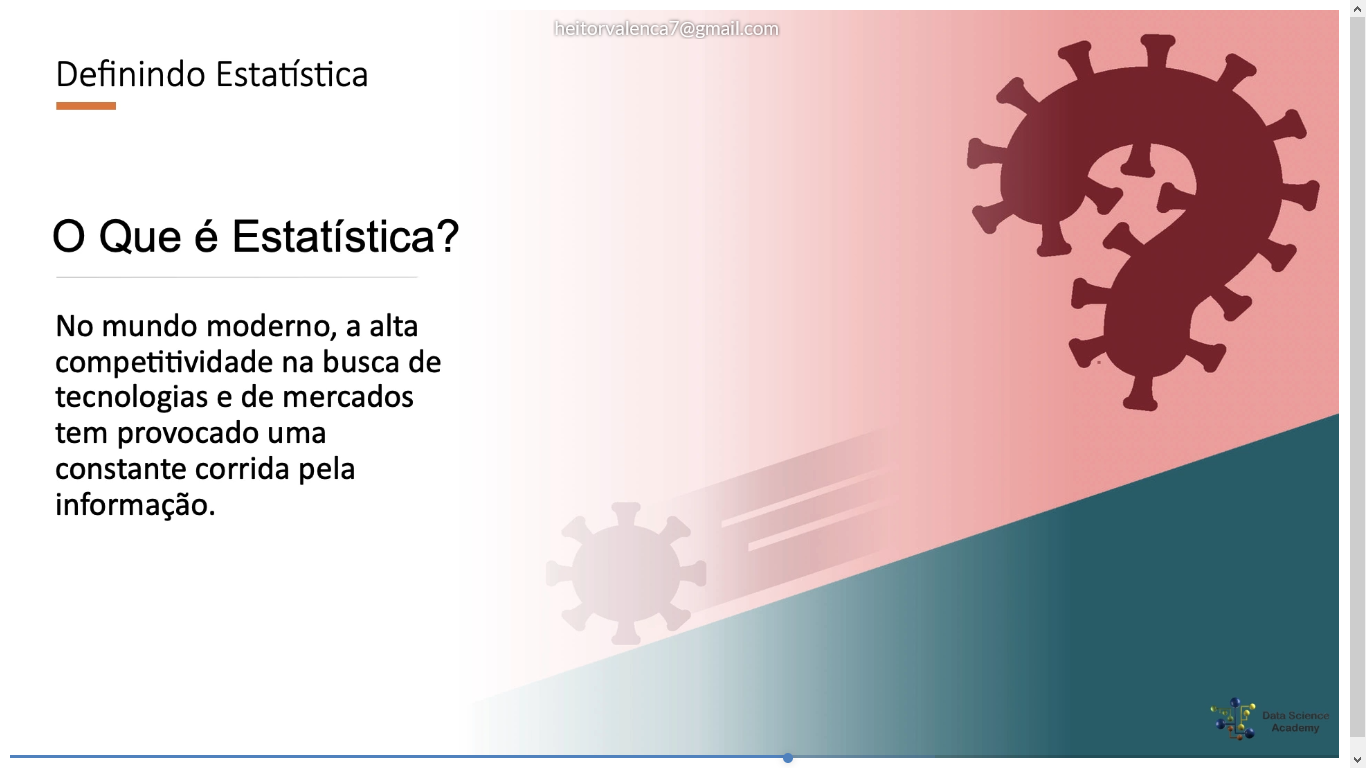 heitorvalenca7@gmail.com
Definindo Estatística
O Que é Estatística?
No mundo moderno, a alta
competitividade na busca de
tecnologias e de mercados
tem provocado uma
constante corrida pela
informação.
Data Science
Academy